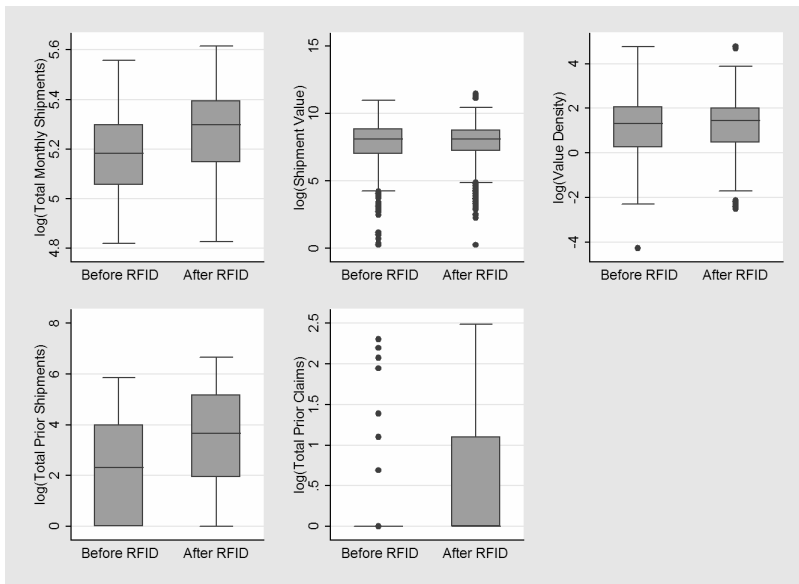 log(Total Monthly Shipments)
4.8
5
5.2
5.4
5.6
Before RFID
After RFID
log(Shipment Value)
0
5
10
15
Before RFID
After RFID
log(Value Density)
-4
-2
0
2
4
Before RFID
After RFID
log(Total Prior Shipments)
0
2
4
6
8
Before RFID
After RFID
log(Total Prior Claims)
0
.5
1
1.5
2
2.5
Before RFID
After RFID